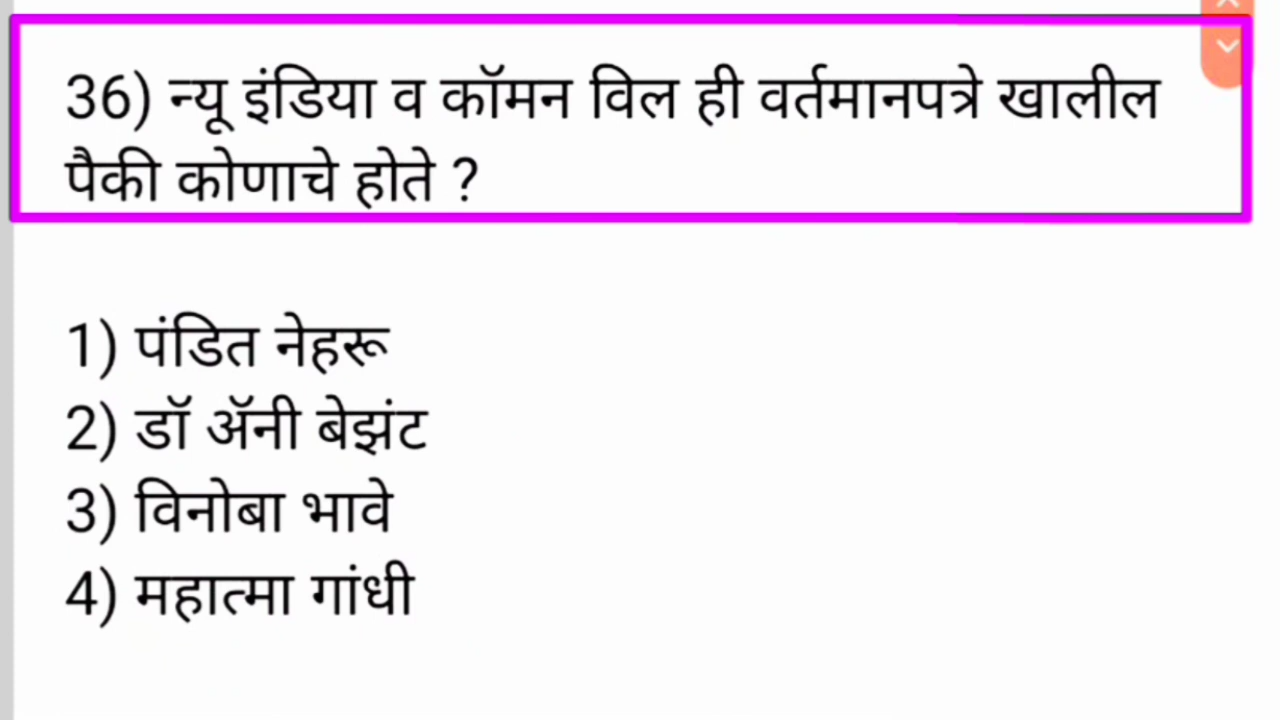 36) न्यू इंडिया व कॉमन विल ही वर्तमानपत्रे खालील
पैकी कोणाचे होते ?
1) पंडित नेहरू
2) डॉ ॲनी बेझंट
3) विनोबा भावे
4) महात्मा गांधी